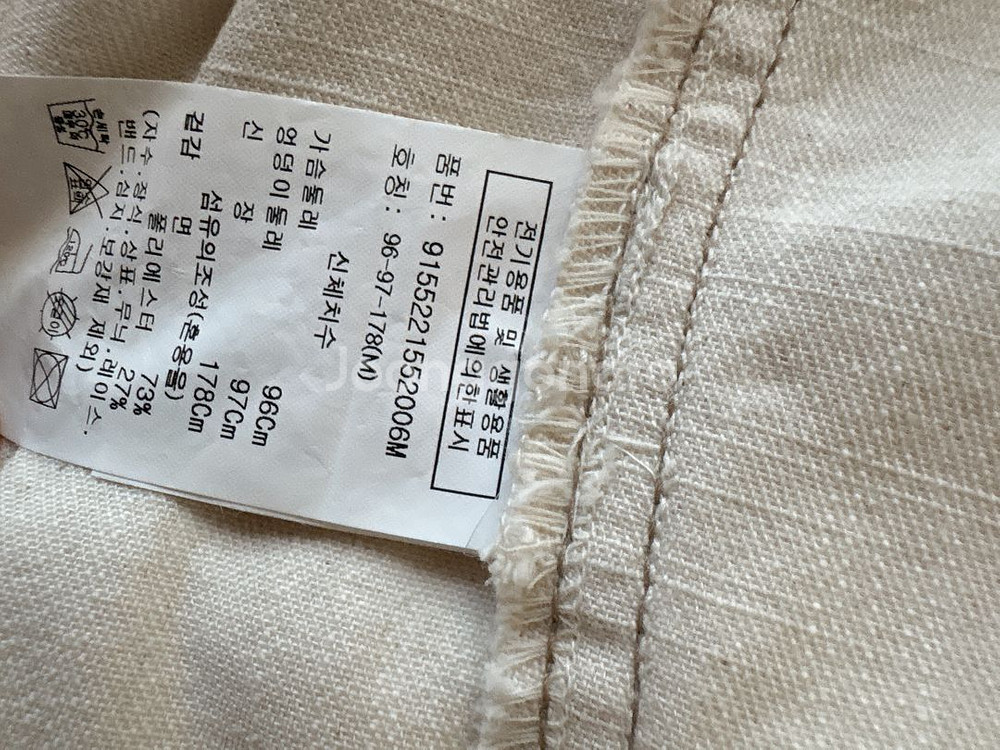 전기용품 및 생활용품
안전관리법에의한표시
품번: 9155221552006M
호칭: 96-97-178(M)
신체치수
가슴둘레 96Cm
엉덩이둘레 97Cm
신 장 178Cm
섬유의조성(혼용율)
겉감 면 73%
폴리에스터 27%
(자수.장식.상표.무늬.레이스.
밴드.심지.보강재 제외)
30℃